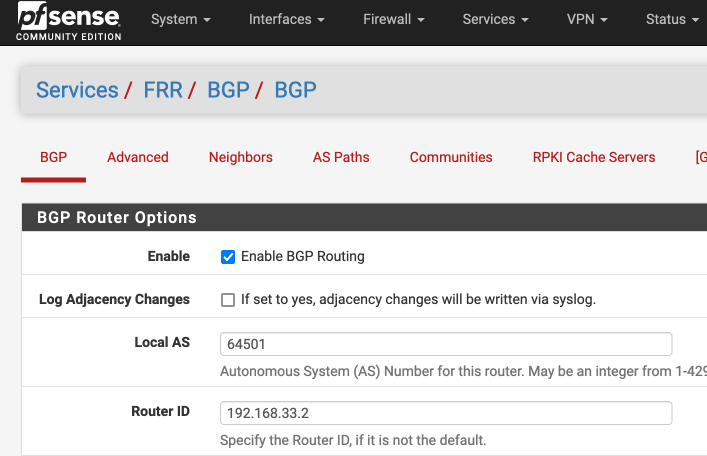 pfsense
COMMUNITY EDITION
System
Interfaces
Firewall
Services
VPN
Status
Services / FRR / BGP / BGP
BGP
Advanced
Neighbors
AS Paths
Communities
RPKI Cache Servers
[G
BGP Router Options
Enable
Enable BGP Routing
Log Adjacency Changes
If set to yes, adjacency changes will be written via syslog.
Local AS
64501
Autonomous System (AS) Number for this router. May be an integer from 1-429
Router ID
192.168.33.2
Specify the Router ID, if it is not the default.